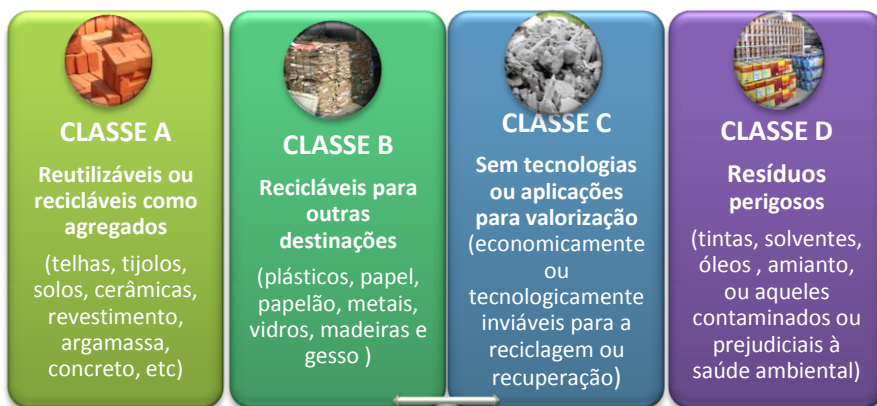 CLASSE A
Reutilizáveis ou
recicláveis como
agregados
(telhas, tijolos,
solos, cerâmicas,
revestimento,
argamassa,
concreto, etc)
CLASSE B
Recicláveis para
outras
destinações
(plásticos, papel,
papelão, metais,
vidros, madeiras e
gesso )
CLASSE C
Sem tecnologias
ou aplicações
para valorização
(economicamente
ou
tecnologicamente
inviáveis para a
reciclagem ou
recuperação)
CLASSE D
Resíduos
perigosos
(tintas, solventes,
óleos , amianto,
ou aqueles
contaminados ou
prejudiciais à
saúde ambiental)